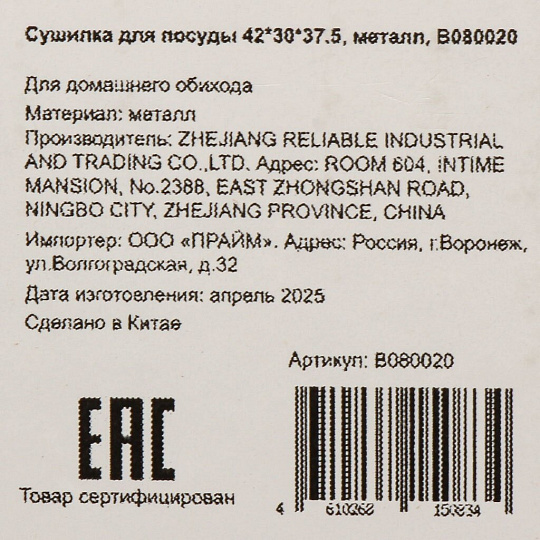 Сушилка для посуды 42*30*37.5, металл, B080020
Для домашнего обихода
Материал: металл
Производитель: ZHEJIANG RELIABLE INDUSTRIAL
AND TRADING CO.,LTD. Адрес: ROOM 604, INTIME
MANSION, No.2388, EAST ZHONGSHAN ROAD,
NINGBO CITY, ZHEJIANG PROVINCE, CHINA
Импортер: ООО «ПРАЙМ». Адрес: Россия, г.Воронеж,
ул.Волгоградская, д.32
Дата изготовления: апрель 2025
Сделано в Китае
Артикул: B080020
EAC
Товар сертифицирован
4 610268 150834